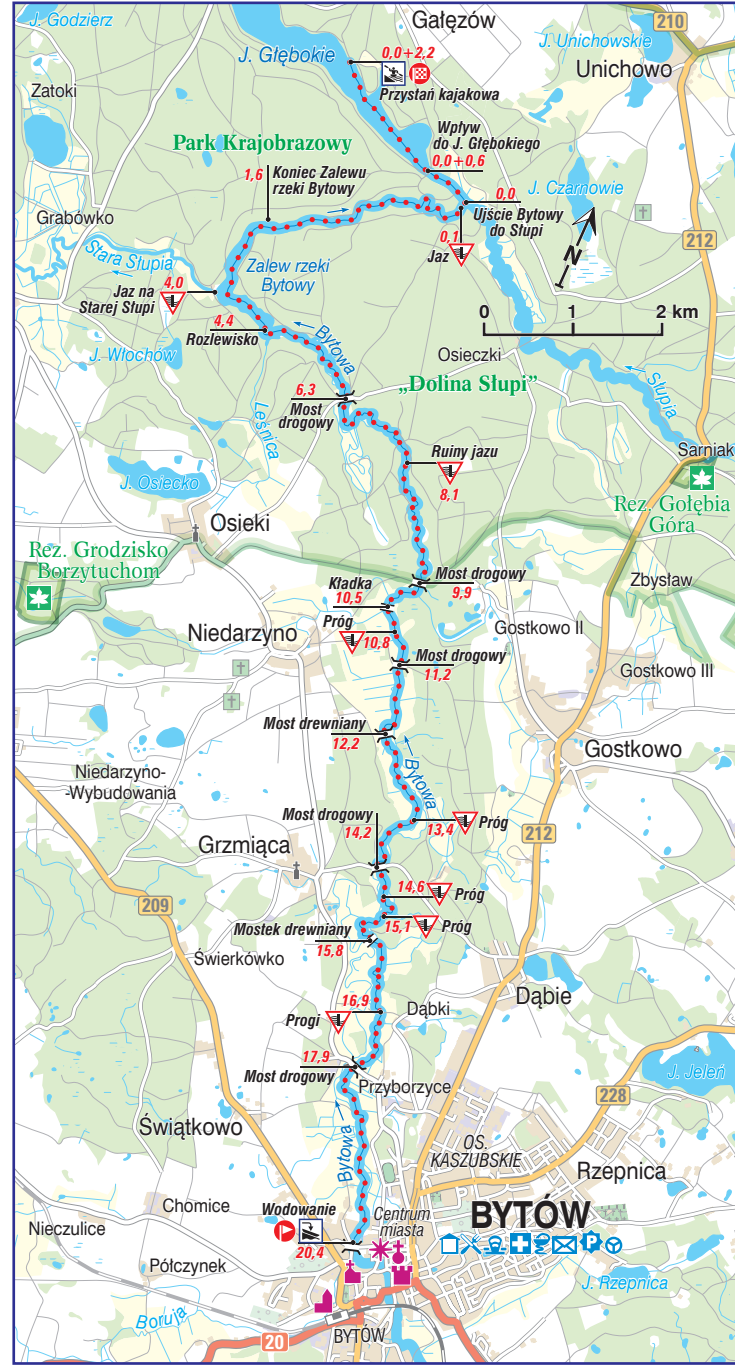 J. Godzierz
Gałęzów
210
J. Głębokie
0,0+2,2
J. Unichowskie
Unichowo
Zatoki
Przystań kajakowa
Park Krajobrazowy
Wpływ
do J. Głębokiego
0,0+0,6
1,6
Koniec Zalewu
rzeki Bytowy
0,0
J. Czarnowie
Grabówko
Ujście Bytowy
do Słupi
212
Stara Słupia
0,1
Jaz
N
Zalew rzeki
Bytowy
4,0
Jaz na
Starej Słupi
0
1
2 km
4,4
Rozlewisko
Bytowa
J. Włochów
Osieczki
„Dolina Słupi”
Słupia
6,3
Most
drogowy
Leśnica
Ruiny jazu
8,1
Sarniak
J. Osiecko
Rez. Gołębia
Góra
Osieki
Rez. Grodzisko
Borzytuchom
Most drogowy
9,9
Zbysław
Kładka
10,5
Próg
10,8
Niedarzyno
Gostkowo II
Most drogowy
11,2
Gostkowo III
Most drewniany
12,2
Gostkowo
Niedarzyno-
-Wybudowania
Bytowa
Most drogowy
14,2
13,4
Próg
212
Grzmiąca
14,6
Próg
209
15,1
Próg
Mostek drewniany
15,8
Świerkówko
Dąbie
16,9
Progi
Dąbki
17,9
Most drogowy
J. Jeleń
Przyborzyce
228
Świątkowo
Bytowa
OS.
KASZUBSKIE
Rzepnica
Chomice
Wodowanie
20,4
Centrum
miasta
BYTÓW
Nieczulice
P
Półczynek
J. Rzepnica
Boruja
20
BYTÓW